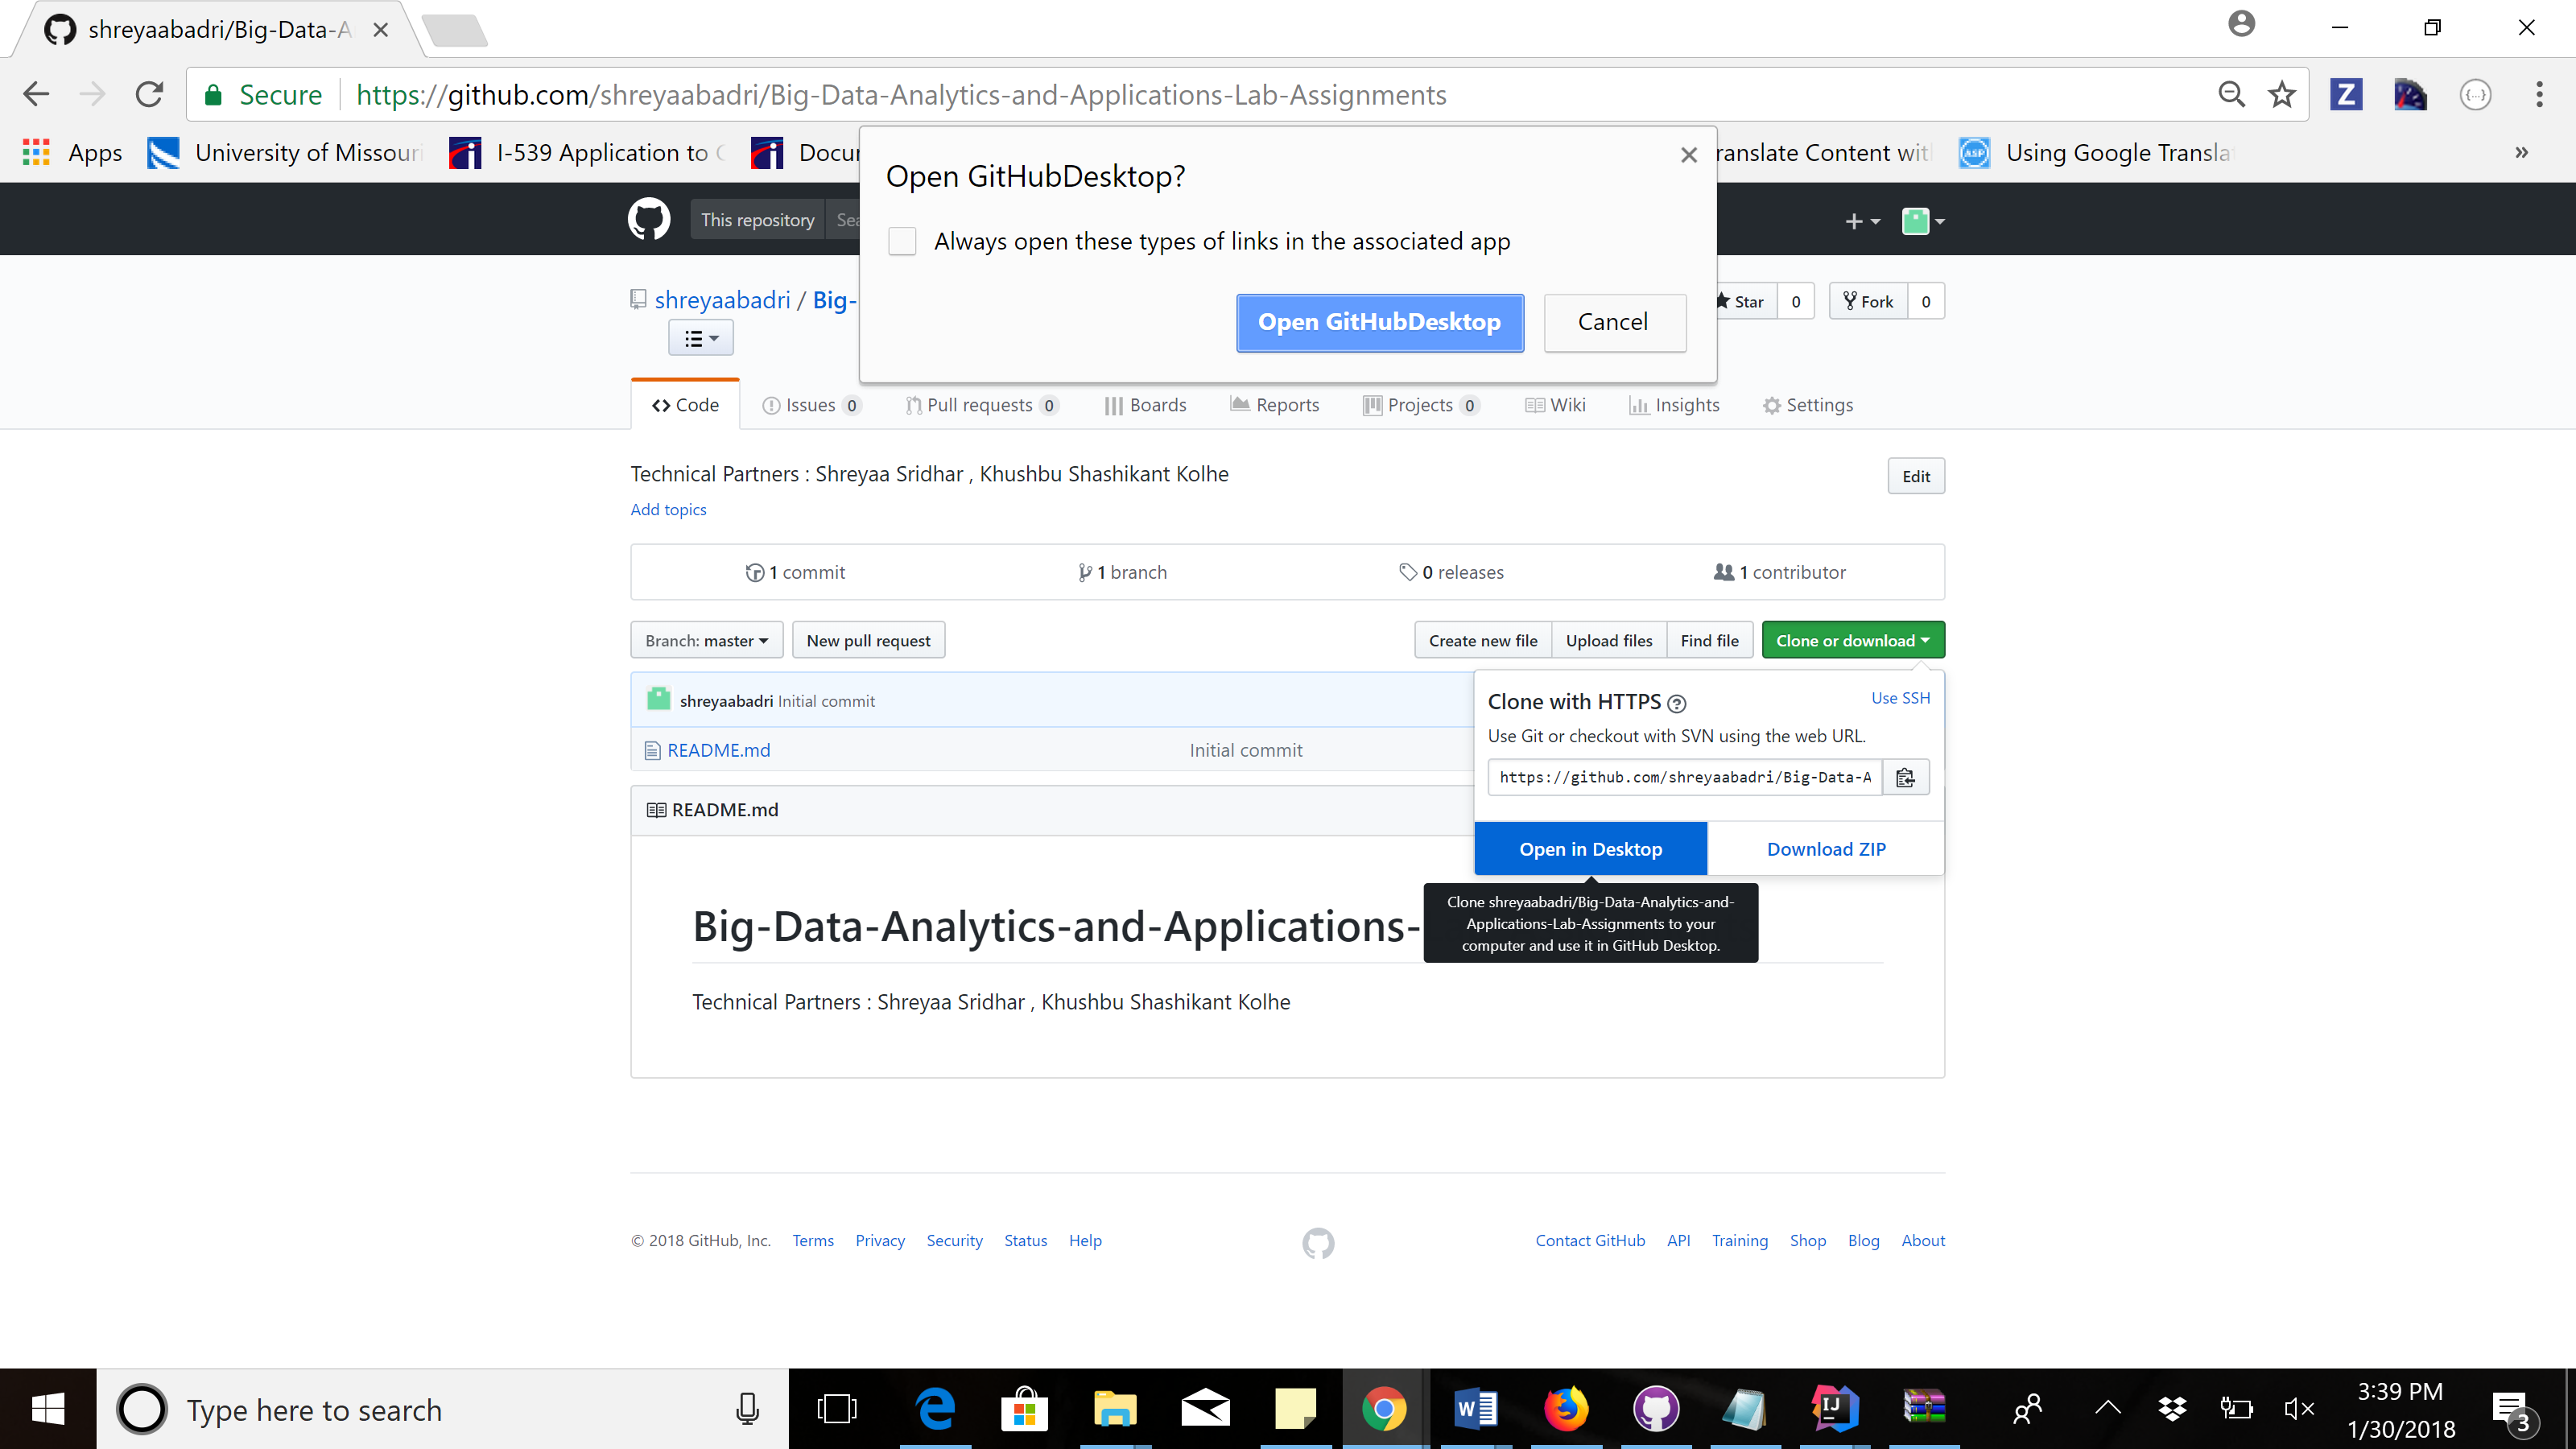 shreyaabadri/Big-Data-A
Secure https://github.com/shreyaabadri/Big-Data-Analytics-and-Applications-Lab-Assignments
Apps University of Missouri I-539 Application to Docu ranslate Content wit Using Google Transla »
Open GitHubDesktop?
Always open these types of links in the associated app
Open GitHubDesktop Cancel
This repository Sea
shreyaabadri / Big-
Star 0 Fork 0
Code Issues 0 Pull requests 0 Boards Reports Projects 0 Wiki Insights Settings
Technical Partners : Shreyaa Sridhar , Khushbu Shashikant Kolhe Edit
Add topics
1 commit 1 branch 0 releases 1 contributor
Branch: master New pull request Create new file Upload files Find file Clone or download
shreyaabadri Initial commit
Clone with HTTPS Use SSH
Use Git or checkout with SVN using the web URL.
README.md Initial commit
https://github.com/shreyaabadri/Big-Data-A
README.md
Open in Desktop Download ZIP
Clone shreyaabadri/Big-Data-Analytics-and-
Applications-Lab-Assignments to your
computer and use it in GitHub Desktop.
Big-Data-Analytics-and-Applications-
Technical Partners : Shreyaa Sridhar , Khushbu Shashikant Kolhe
© 2018 GitHub, Inc. Terms Privacy Security Status Help Contact GitHub API Training Shop Blog About
Type here to search
3:39 PM
1/30/2018
3